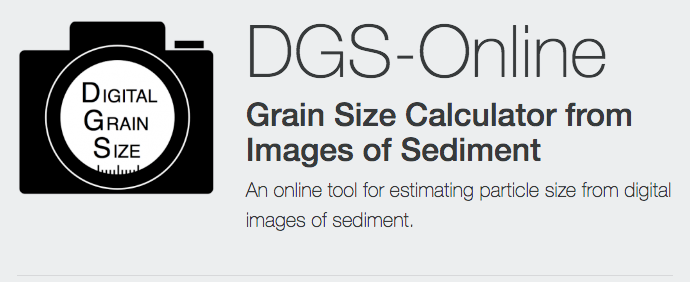 DIGITAL
GRAIN
SIZE
DGS-Online
Grain Size Calculator from
Images of Sediment
An online tool for estimating particle size from digital
images of sediment.